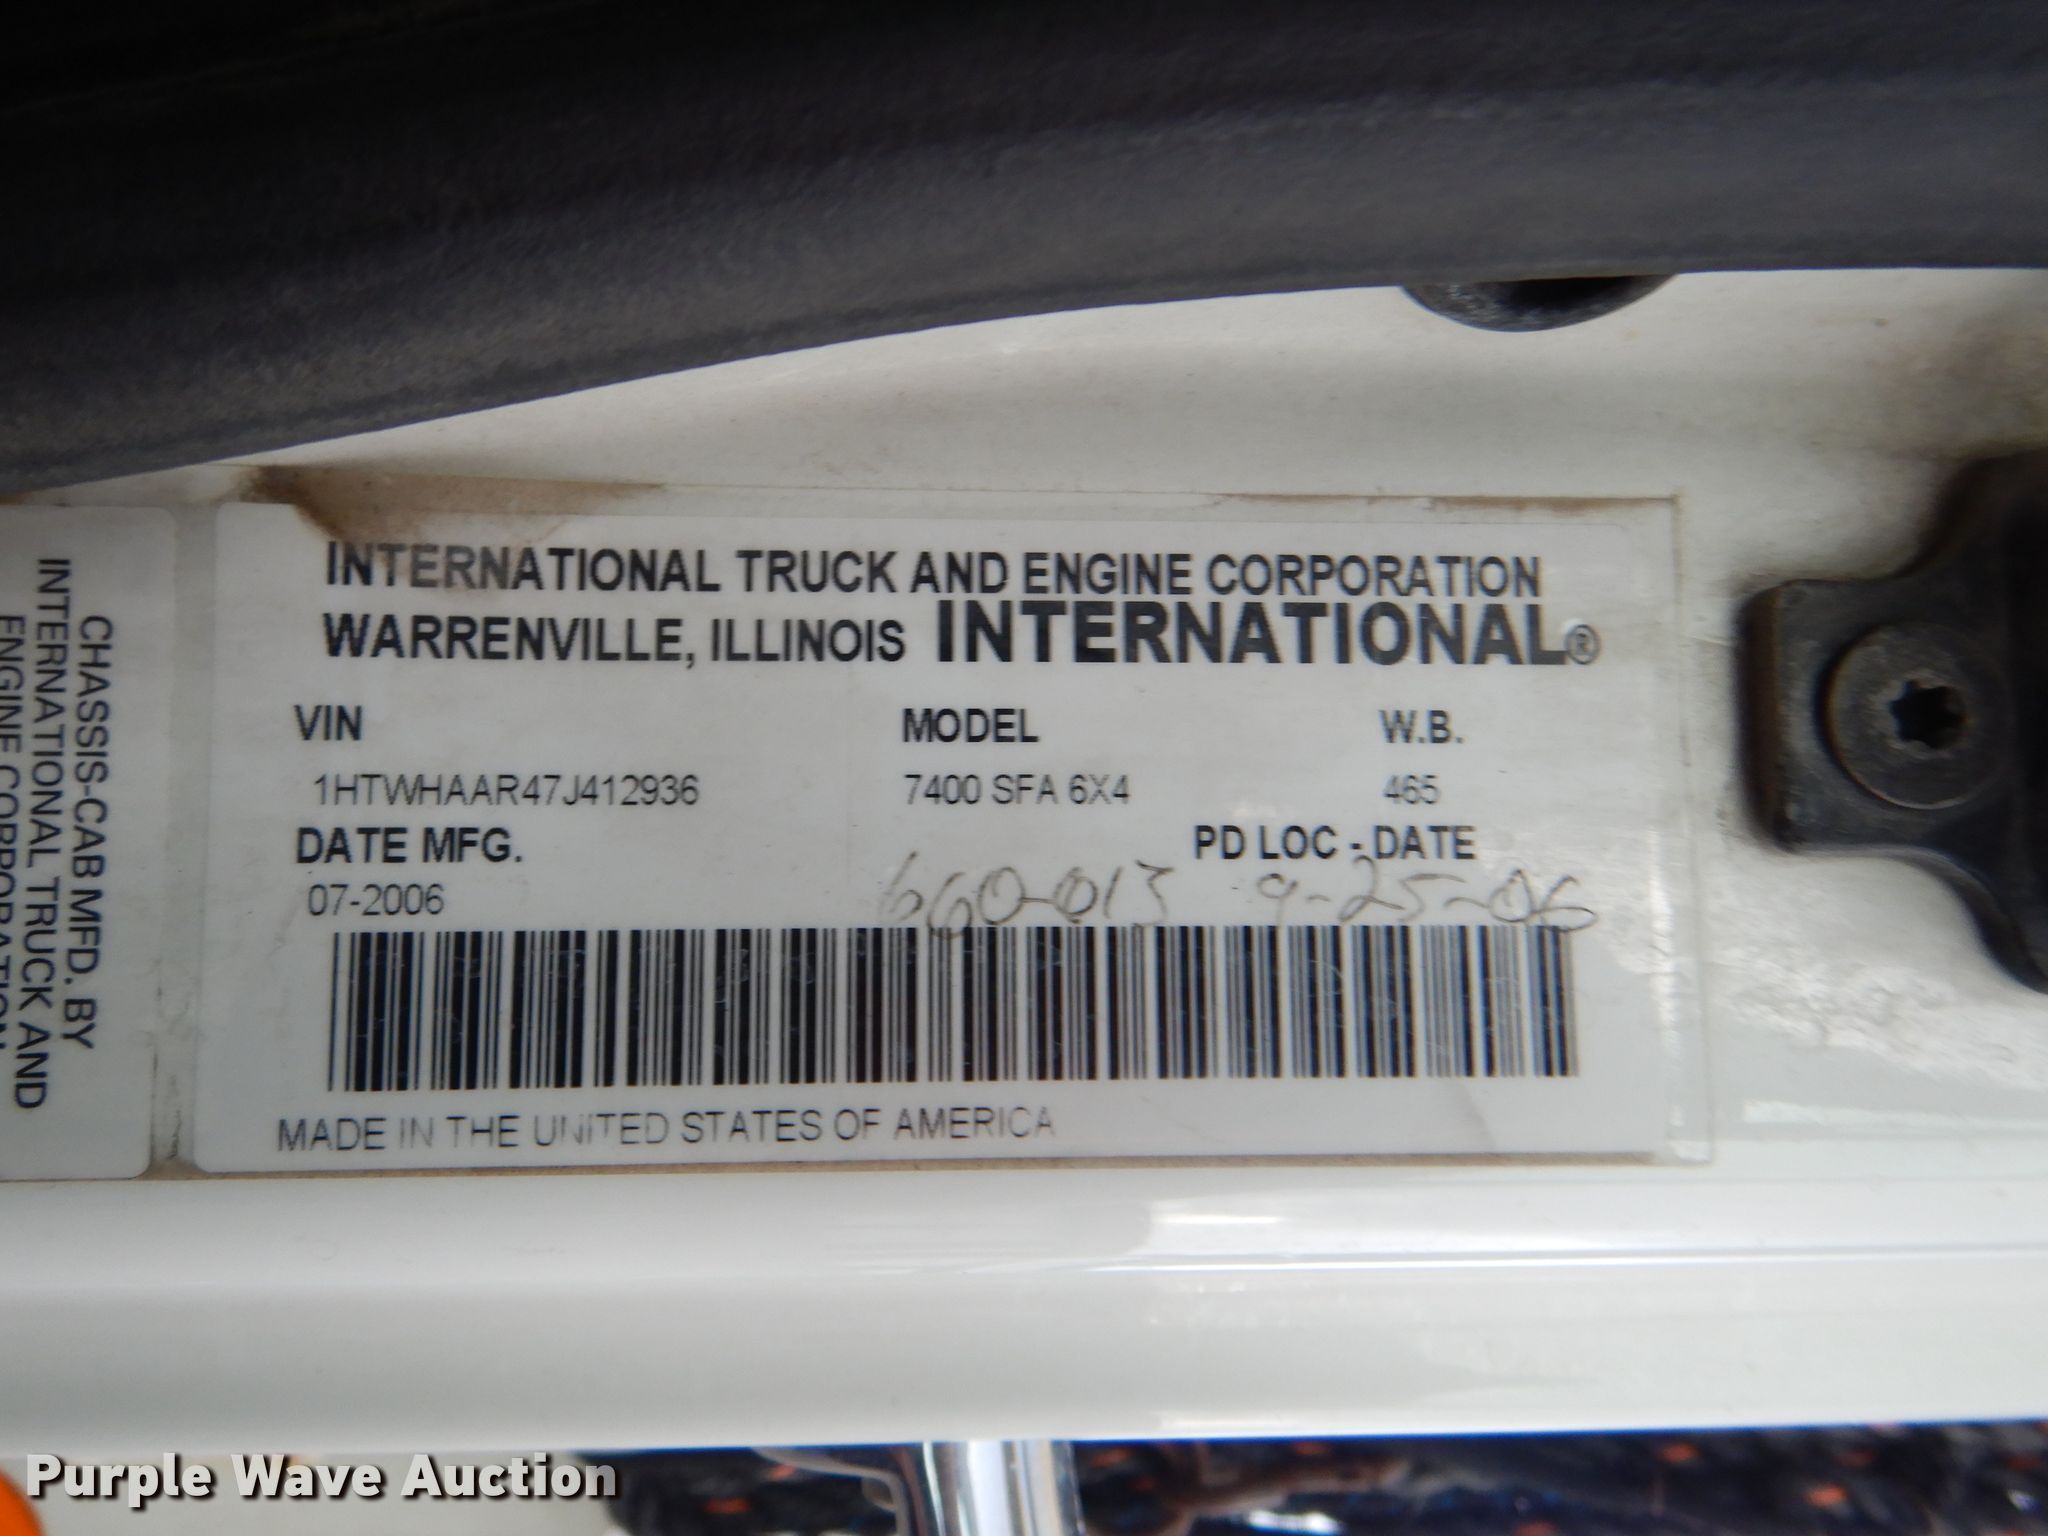 INTERNATIONAL TRUCK AND ENGINE CORPORATION
WARRENVILLE, ILLINOIS INTERNATIONAL®
VIN MODEL W.B.
1HTWHAAR47J412936 7400 SFA 6X4 465
DATE MFG. PD LOC - DATE
07-2006 660-013 9-25-06
MADE IN THE UNITED STATES OF AMERICA
CHASSIS-CAB MFD. BY
INTERNATIONAL TRUCK AND
ENGINE CORPORATION
Purple Wave Auction